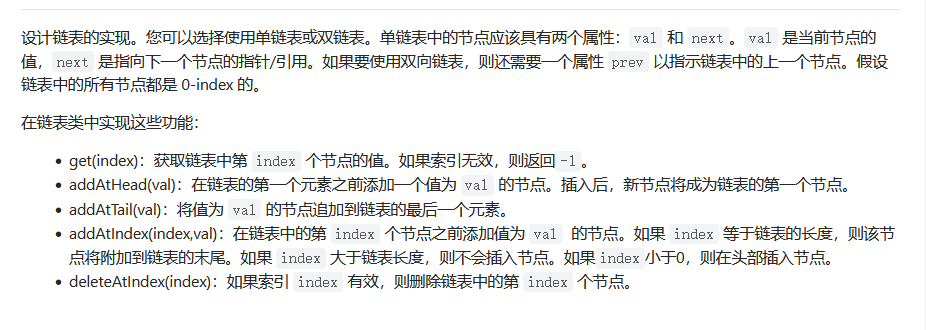 设计链表的实现。您可以选择使用单链表或双链表。单链表中的节点应该具有两个属性：val 和 next。val 是当前节点的
值，next 是指向下一个节点的指针/引用。如果要使用双向链表，则还需要一个属性 prev 以指示链表中的上一个节点。假设
链表中的所有节点都是 0-index 的。
在链表类中实现这些功能：
• get(index)：获取链表中第 index 个节点的值。如果索引无效，则返回-1。
• addAtHead(val)：在链表的第一个元素之前添加一个值为 val 的节点。插入后，新节点将成为链表的第一个节点。
• addAtTail(val)：将值为 val 的节点追加到链表的最后一个元素。
• addAtIndex(index,val)：在链表中的第 index 个节点之前添加值为 val 的节点。如果 index 等于链表的长度，则该节
点将附加到链表的末尾。如果 index 大于链表长度，则不会插入节点。如果index小于0，则在头部插入节点。
• deleteAtIndex(index)：如果索引 index 有效，则删除链表中的第 index 个节点。